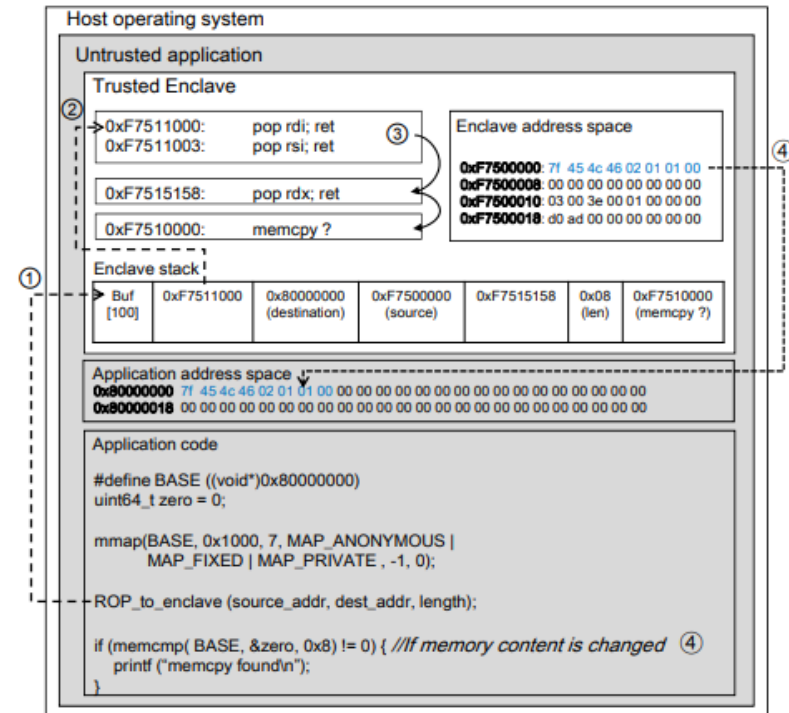 Host operating system
Untrusted application
Trusted Enclave
②
0xF7511000: pop rdi; ret
0xF7511003: pop rsi; ret
③
0xF7515158: pop rdx; ret
0xF7510000: memcpy ?
Enclave address space
0xF7500000: 7f 45 4c 46 02 01 01 00
0xF7500008: 00 00 00 00 00 00 00 00
0xF7500010: 03 00 3e 00 01 00 00 00
0xF7500018: d0 ad 00 00 00 00 00 00
④
Enclave stack
①
Buf [100]
0xF7511000
0x80000000 (destination)
0xF7500000 (source)
0xF7515158
0x08 (len)
0xF7510000 (memcpy ?)
Application address space
0x80000000 7f 45 4c 46 02 01 01 00 00 00 00 00 00 00 00 00 00 00 00 00 00 00 00 00
0x80000018 00 00 00 00 00 00 00 00 00 00 00 00 00 00 00 00 00 00 00 00 00 00 00 00
Application code
#define BASE ((void*)0x80000000)
uint64_t zero = 0;
mmap(BASE, 0x1000, 7, MAP_ANONYMOUS |
MAP_FIXED | MAP_PRIVATE , -1, 0);
ROP_to_enclave (source_addr, dest_addr, length);
if (memcmp( BASE, &zero, 0x8) != 0) { //If memory content is changed ④
printf ("memcpy found\n");
}